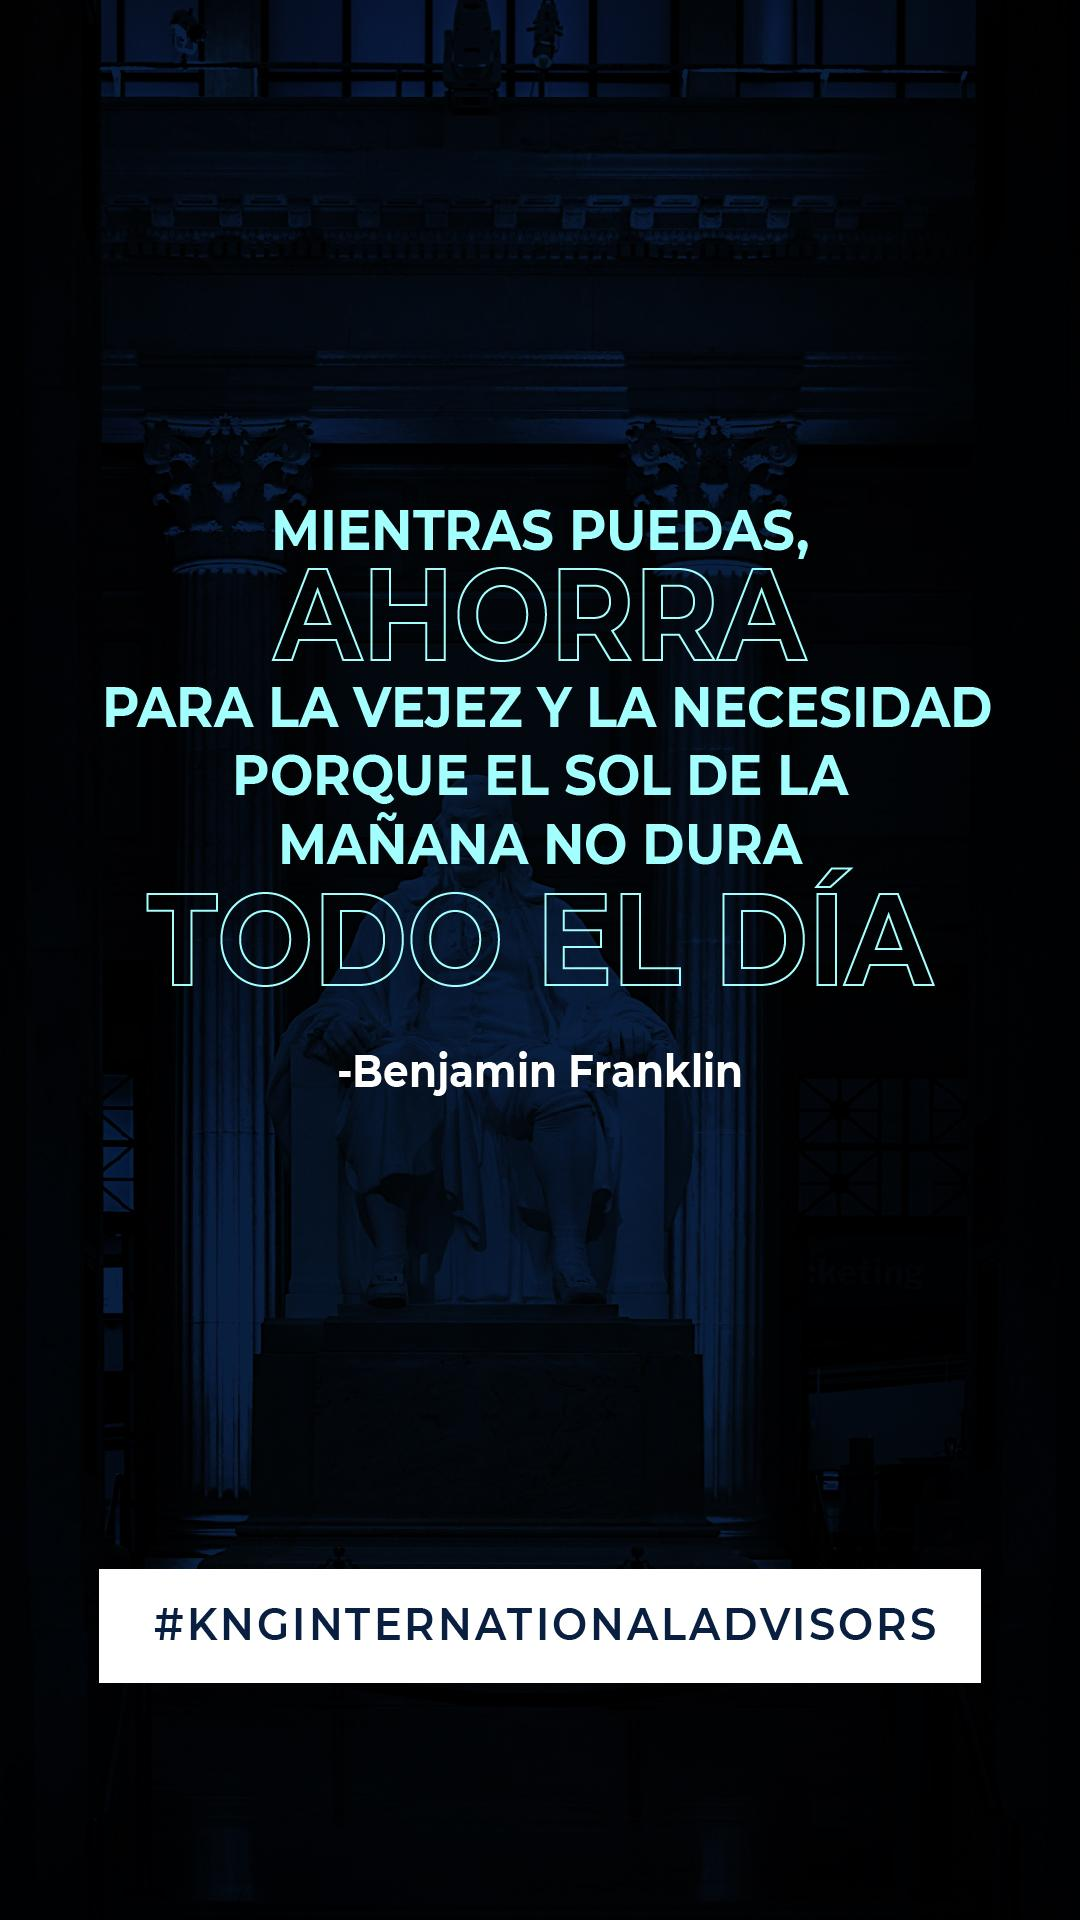 MIENTRAS PUEDAS,
AHORRA
PARA LA VEJEZ Y LA NECESIDAD
PORQUE EL SOL DE LA
MAÑANA NO DURA
TODO EL DÍA
-Benjamin Franklin
keting
#KNGINTERNATIONALADVISORS